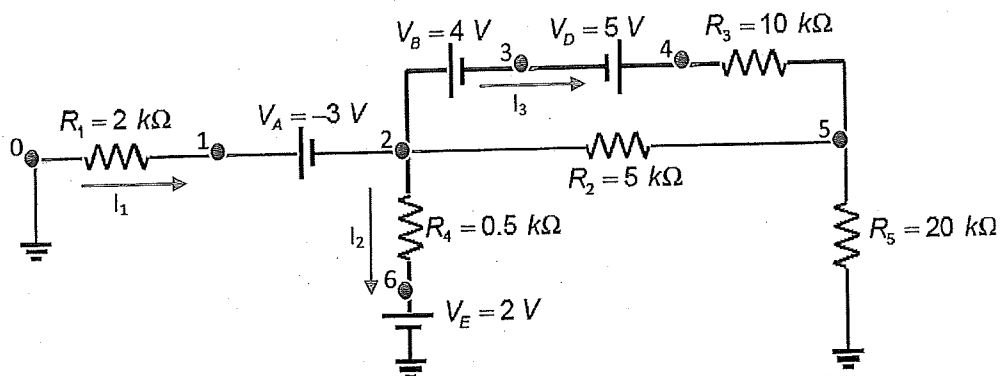 V_B = 4 V
V_D = 5 V
R_3 = 10 kΩ
3
4
I_3
R_1 = 2 kΩ
V_A = –3 V
0
1
2
5
I_1
R_2 = 5 kΩ
I_2
R_4 = 0.5 kΩ
R_5 = 20 kΩ
6
V_E = 2 V